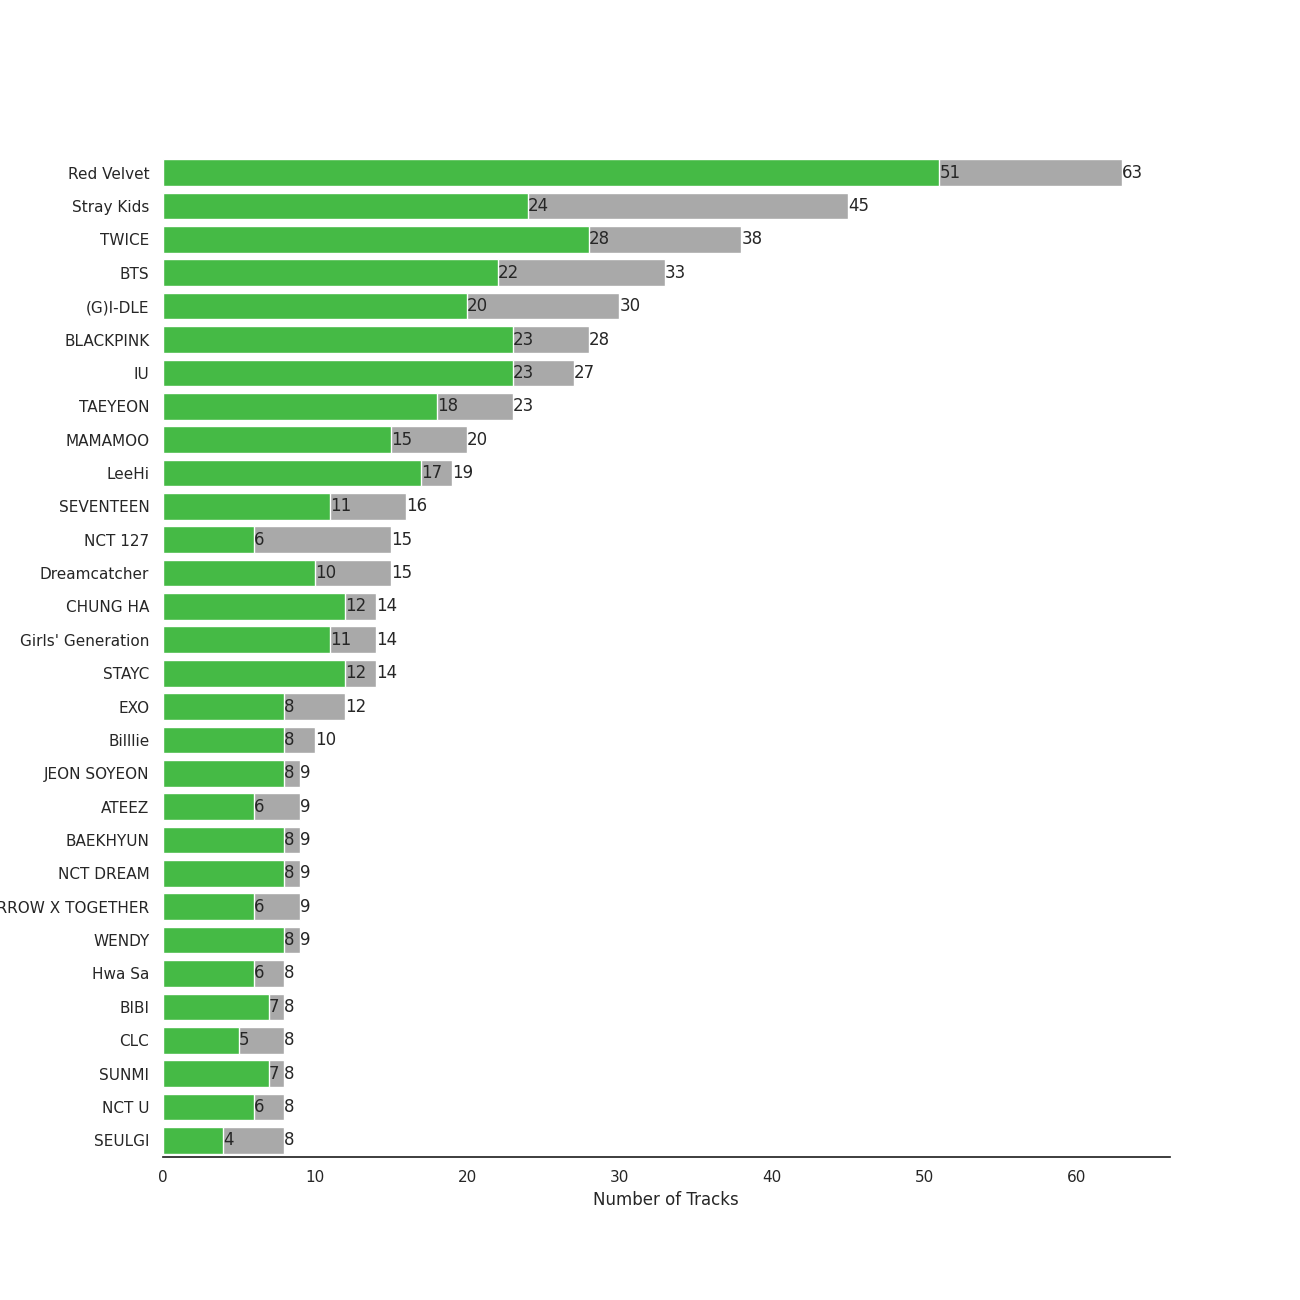 Red Velvet 51 63
Stray Kids 24 45
TWICE 28 38
BTS 22 33
(G)I-DLE 20 30
BLACKPINK 23 28
IU 23 27
TAEYEON 18 23
MAMAMOO 15 20
LeeHi 17 19
SEVENTEEN 11 16
NCT 127 6 15
Dreamcatcher 10 15
CHUNG HA 12 14
Girls' Generation 11 14
STAYC 12 14
EXO 8 12
Billlie 8 10
JEON SOYEON 8 9
ATEEZ 6 9
BAEKHYUN 8 9
NCT DREAM 8 9
RROW X TOGETHER 6 9
WENDY 8 9
Hwa Sa 6 8
BIBI 7 8
CLC 5 8
SUNMI 7 8
NCT U 6 8
SEULGI 4 8
0 10 20 30 40 50 60
Number of Tracks